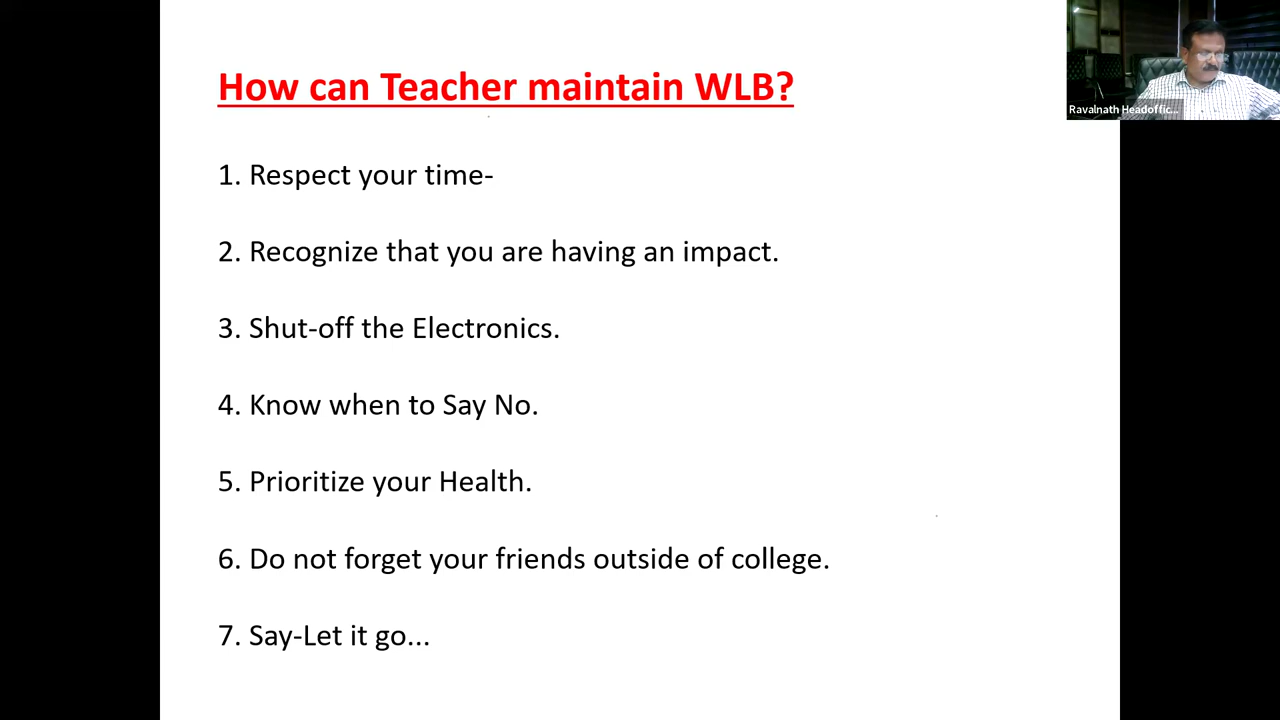 How can Teacher maintain WLB?
Ravalnath Headoffic...
1. Respect your time-
2. Recognize that you are having an impact.
3. Shut-off the Electronics.
4. Know when to Say No.
5. Prioritize your Health.
6. Do not forget your friends outside of college.
7. Say-Let it go...